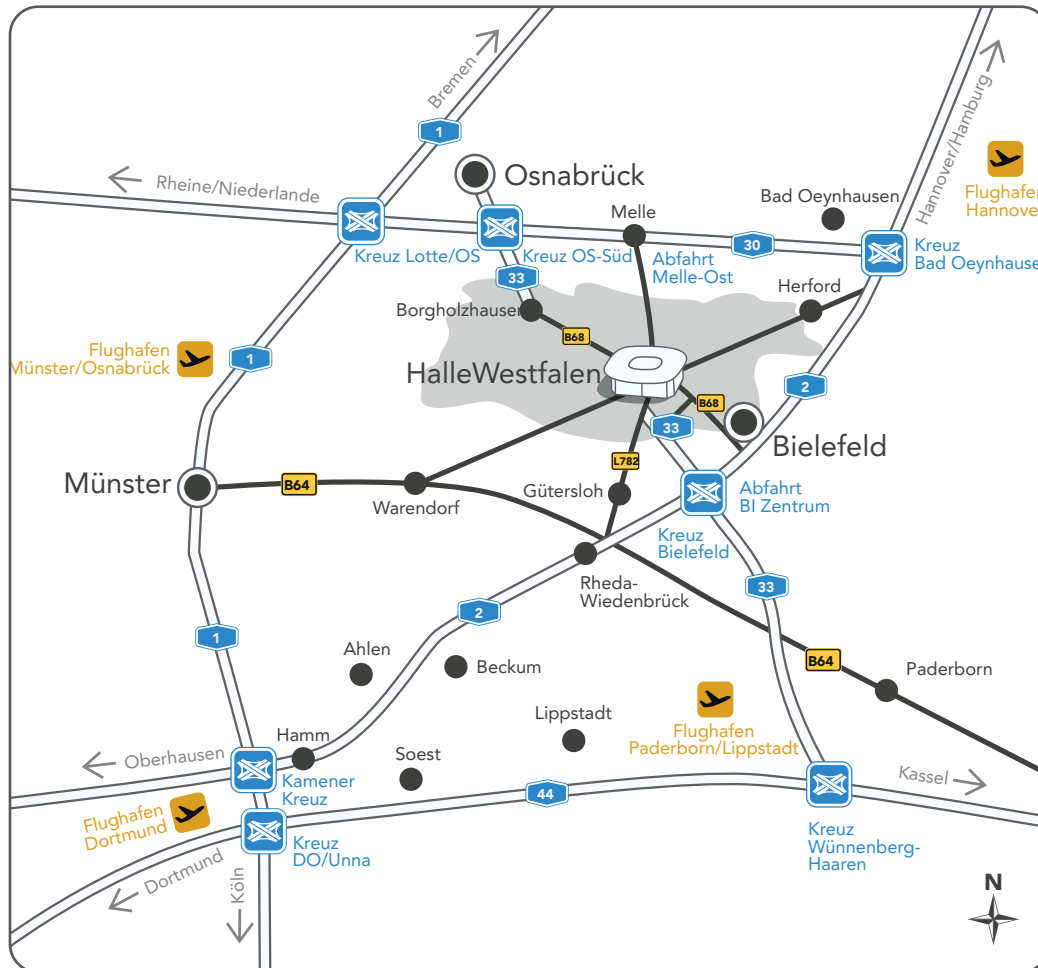 Bremen
1
Hannover/Hamburg
Osnabrück
Rheine/Niederlande
Bad Oeynhausen
Flughafen
Hannove
Melle
30
Kreuz Lotte/OS
Kreuz OS-Süd
Abfahrt
Melle-Ost
Kreuz
Bad Oeynhause
33
Herford
Borgholzhausen
B68
Flughafen
Münster/Osnabrück
1
HalleWestfalen
2
B68
33
Bielefeld
L782
Münster
B64
Warendorf
Gütersloh
Abfahrt
BI Zentrum
Kreuz
Bielefeld
Rheda-
Wiedenbrück
33
2
1
Ahlen
Beckum
B64
Paderborn
Lippstadt
Flughafen
Paderborn/Lippstadt
Hamm
Oberhausen
Soest
Kamener
Kreuz
44
Kassel
Flughafen
Dortmund
Kreuz
DO/Unna
Kreuz
Wünnenberg-
Haaren
Dortmund
Köln
N